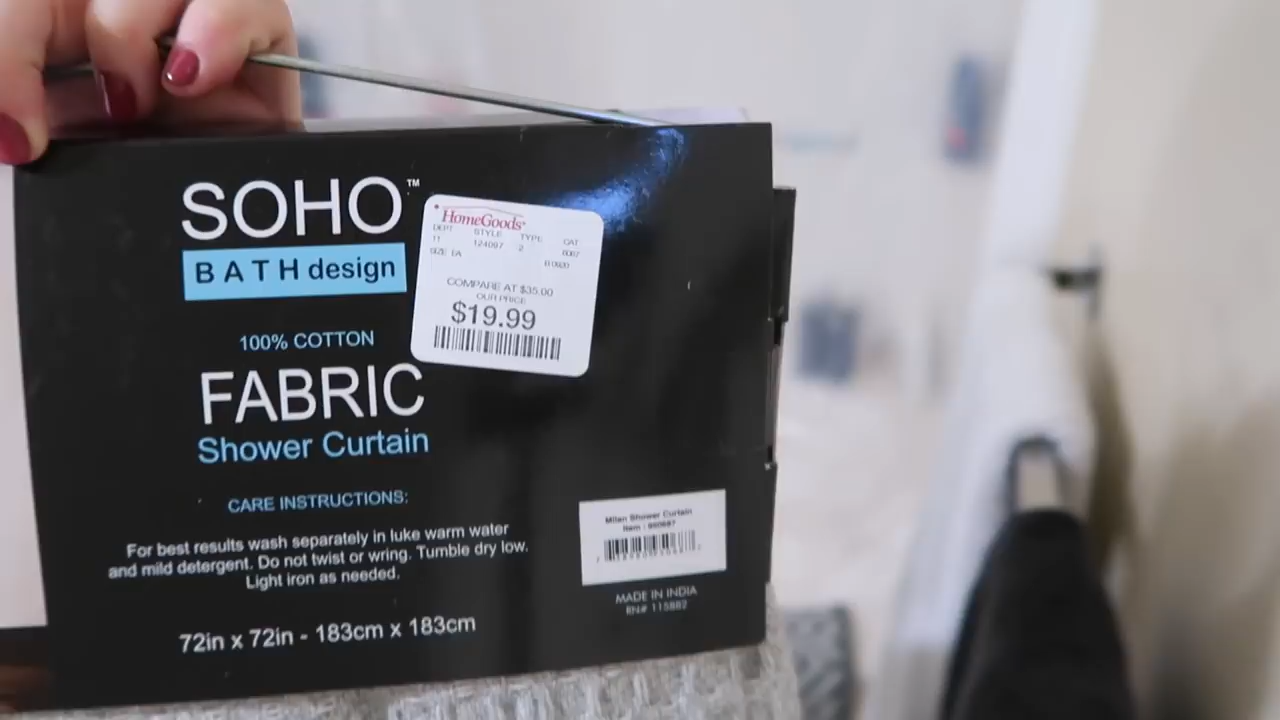 SOHO™
BATH design
HomeGoods
DEPT STYLE TYPE CAT
11 124097 2 6067
SIZE EA
COMPARE AT $35.00
OUR PRICE
$19.99
100% COTTON
FABRIC
Shower Curtain
CARE INSTRUCTIONS:
For best results wash separately in luke warm water
and mild detergent. Do not twist or wring. Tumble dry low.
Light iron as needed.
72in x 72in - 183cm x 183cm
Milan Shower Curtain
Item :
MADE IN INDIA
RN# 115882